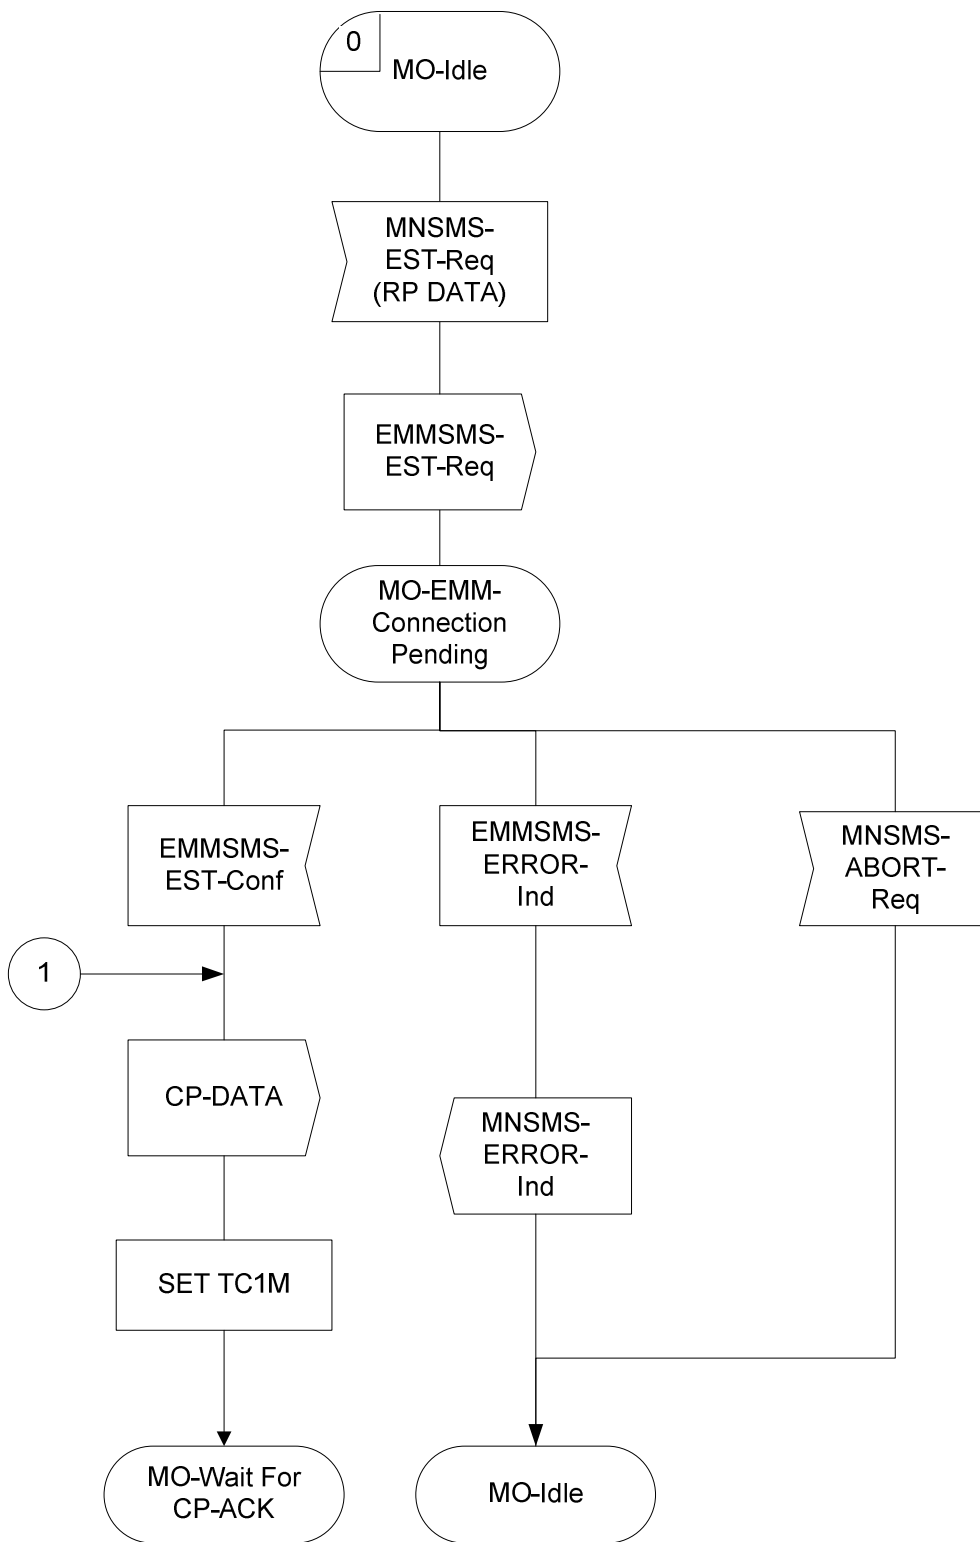 0
MO-Idle
MNSMS-
EST-Req
(RP DATA)
EMMSMS-
EST-Req
MO-EMM-
Connection
Pending
EMMSMS-
EST-Conf
EMMSMS-
ERROR-
Ind
MNSMS-
ABORT-
Req
1
CP-DATA
MNSMS-
ERROR-
Ind
SET TC1M
MO-Wait For
CP-ACK
MO-Idle